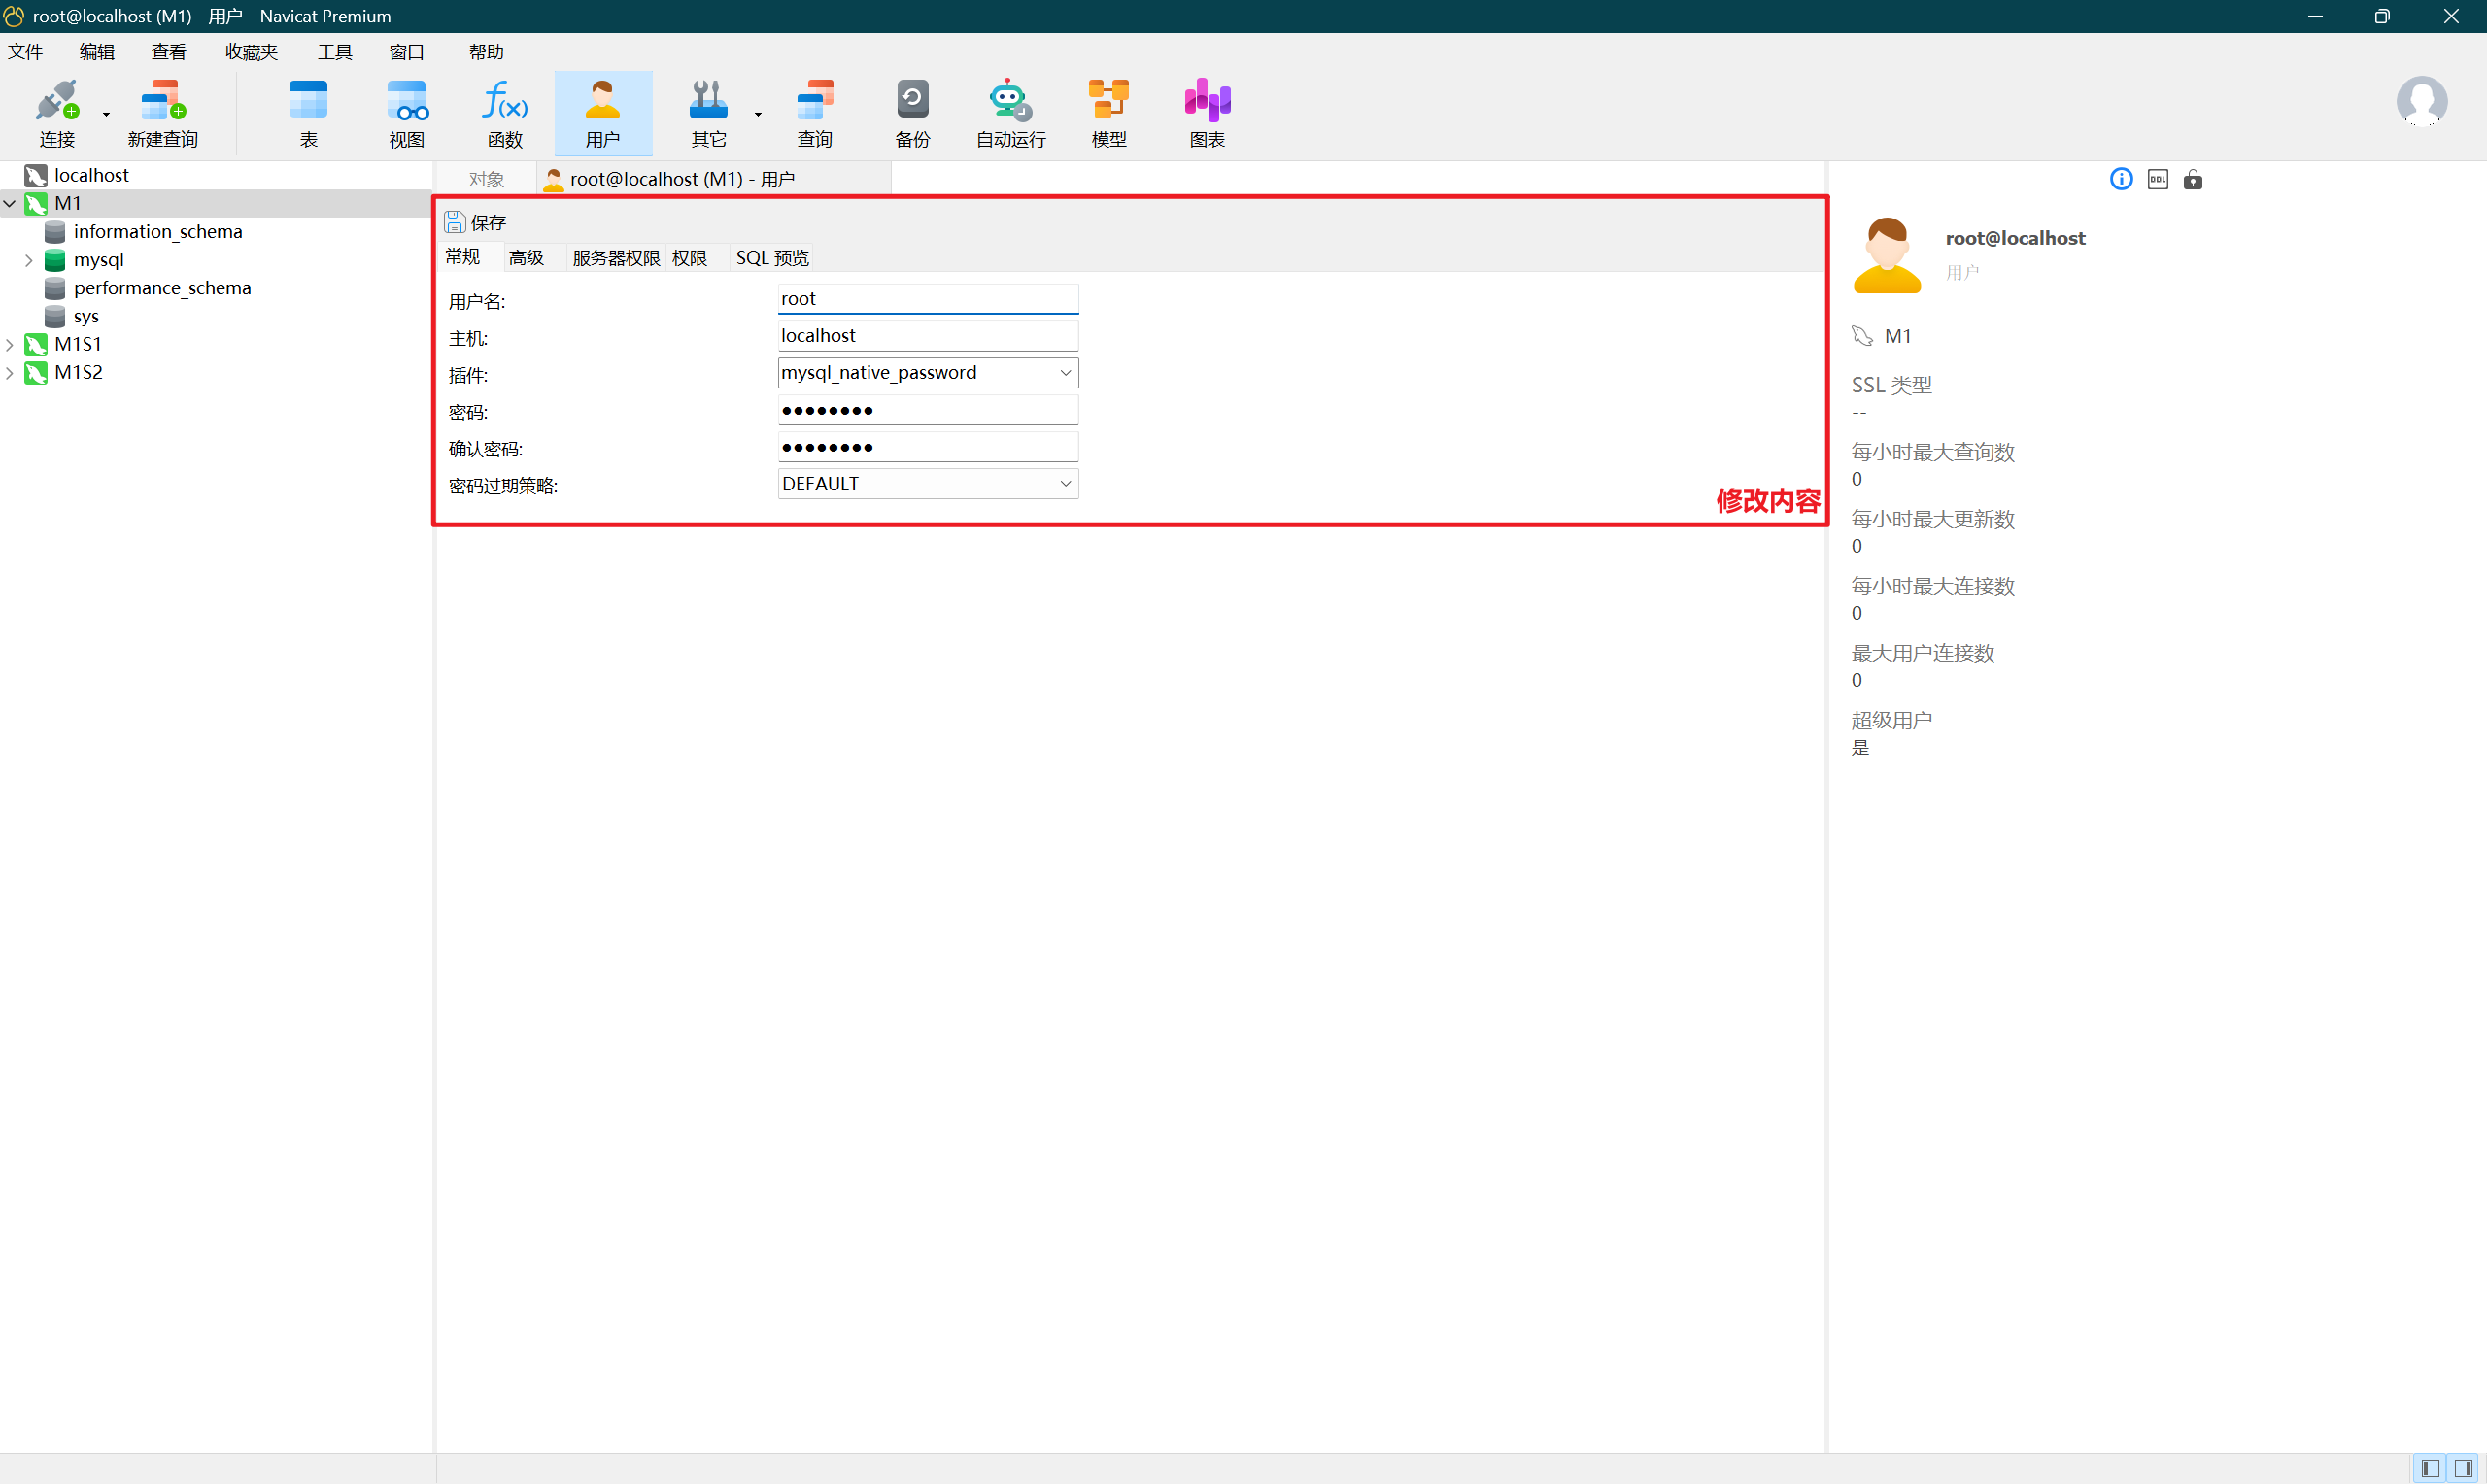 root@localhost (M1) - 用户 - Navicat Premium
文件 编辑 查看 收藏夹 工具 窗口 帮助
连接 新建查询 表 视图 函数 用户 其它 查询 备份 自动运行 模型 图表
localhost
M1
information_schema
mysql
performance_schema
sys
M1S1
M1S2
对象 root@localhost (M1) - 用户
保存
常规 高级 服务器权限 权限 SQL 预览
用户名: root
主机: localhost
插件: mysql_native_password
密码: ●●●●●●●●
确认密码: ●●●●●●●●
密码过期策略: DEFAULT
修改内容
DDL
root@localhost
用户
M1
SSL 类型
--
每小时最大查询数
0
每小时最大更新数
0
每小时最大连接数
0
最大用户连接数
0
超级用户
是